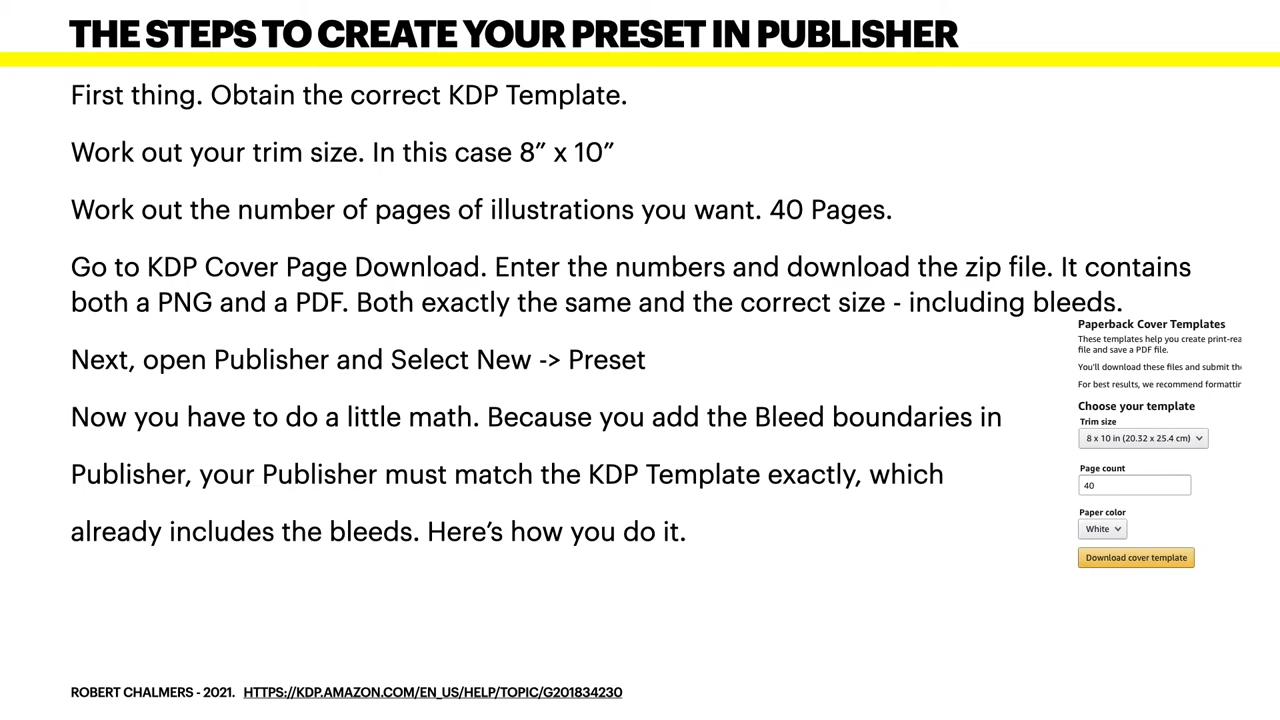 THE STEPS TO CREATE YOUR PRESET IN PUBLISHER
First thing. Obtain the correct KDP Template.
Work out your trim size. In this case 8” x 10”
Work out the number of pages of illustrations you want. 40 Pages.
Go to KDP Cover Page Download. Enter the numbers and download the zip file. It contains
both a PNG and a PDF. Both exactly the same and the correct size - including bleeds.
Next, open Publisher and Select New -> Preset
Now you have to do a little math. Because you add the Bleed boundaries in
Publisher, your Publisher must match the KDP Template exactly, which
already includes the bleeds. Here’s how you do it.
Paperback Cover Templates
These templates help you create print-rea
file and save a PDF file.
You'll download these files and submit the
For best results, we recommend formattin
Choose your template
Trim size
8 x 10 in (20.32 x 25.4 cm)
Page count
40
Paper color
White
Download cover template
ROBERT CHALMERS - 2021. HTTPS://KDP.AMAZON.COM/EN_US/HELP/TOPIC/G201834230